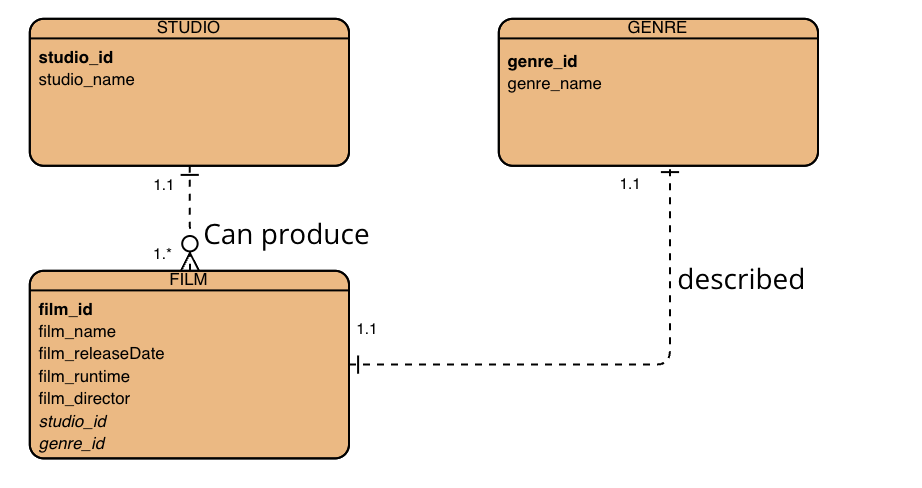 STUDIO
studio_id
studio_name
GENRE
genre_id
genre_name
1.1
1.1
Can produce
1.*
described
FILM
film_id
film_name
film_releaseDate
film_runtime
film_director
studio_id
genre_id
1.1